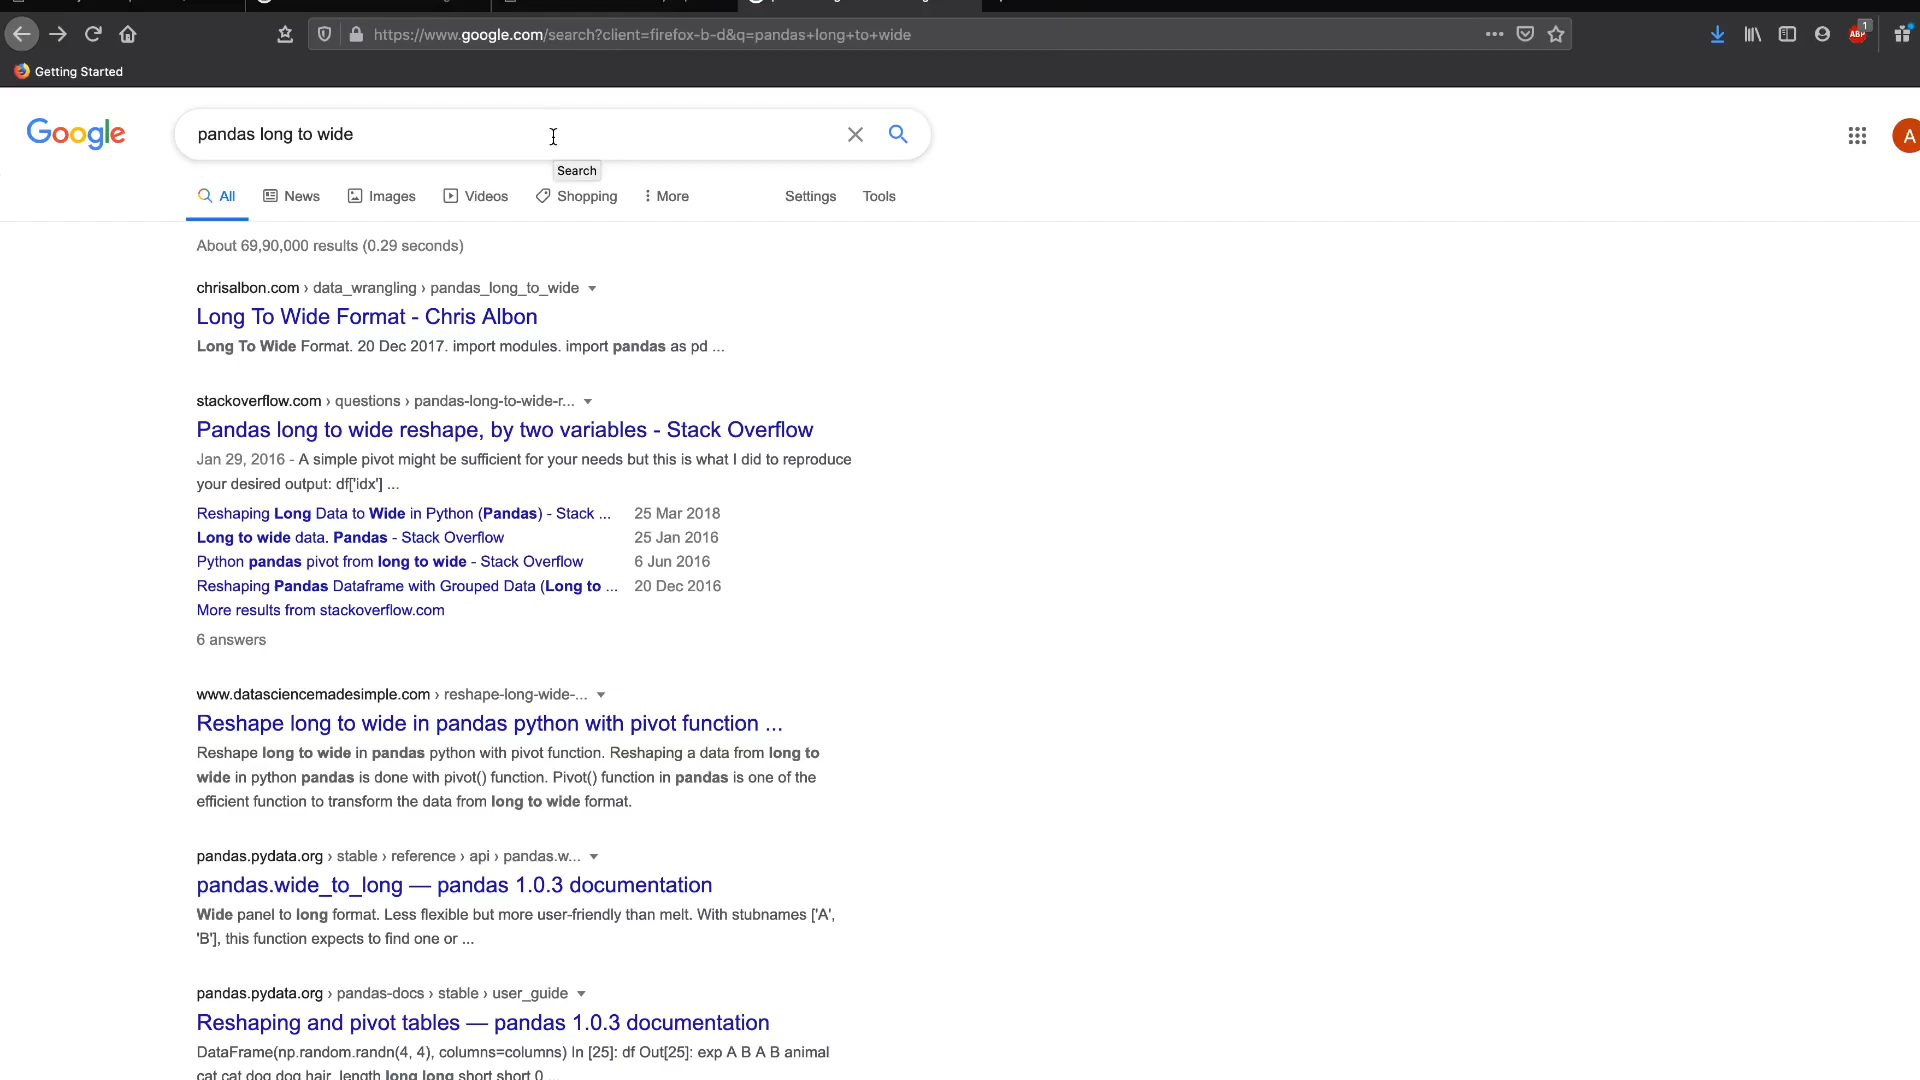 https://www.google.com/search?client=firefox-b-d&q=pandas+long+to+wide
ABP
1
Getting Started
Google
pandas long to wide
A
Search
All
News
Images
Videos
Shopping
More
Settings
Tools
About 69,90,000 results (0.29 seconds)
chrisalbon.com › data_wrangling › pandas_long_to_wide
Long To Wide Format - Chris Albon
Long To Wide Format. 20 Dec 2017. import modules. import pandas as pd ...
stackoverflow.com › questions › pandas-long-to-wide-r...
Pandas long to wide reshape, by two variables - Stack Overflow
Jan 29, 2016 - A simple pivot might be sufficient for your needs but this is what I did to reproduce
your desired output: df['idx'] ...
Reshaping Long Data to Wide in Python (Pandas) - Stack ... 25 Mar 2018
Long to wide data. Pandas - Stack Overflow 25 Jan 2016
Python pandas pivot from long to wide - Stack Overflow 6 Jun 2016
Reshaping Pandas Dataframe with Grouped Data (Long to ... 20 Dec 2016
More results from stackoverflow.com
6 answers
www.datasciencemadesimple.com › reshape-long-wide-...
Reshape long to wide in pandas python with pivot function ...
Reshape long to wide in pandas python with pivot function. Reshaping a data from long to
wide in python pandas is done with pivot() function. Pivot() function in pandas is one of the
efficient function to transform the data from long to wide format.
pandas.pydata.org › stable › reference › api › pandas.w...
pandas.wide_to_long — pandas 1.0.3 documentation
Wide panel to long format. Less flexible but more user-friendly than melt. With stubnames ['A',
'B'], this function expects to find one or ...
pandas.pydata.org › pandas-docs › stable › user_guide
Reshaping and pivot tables — pandas 1.0.3 documentation
DataFrame(np.random.randn(4, 4), columns=columns) In [25]: df Out[25]: exp A B A B animal
cat cat dog dog hair_length long long short short 0 ...